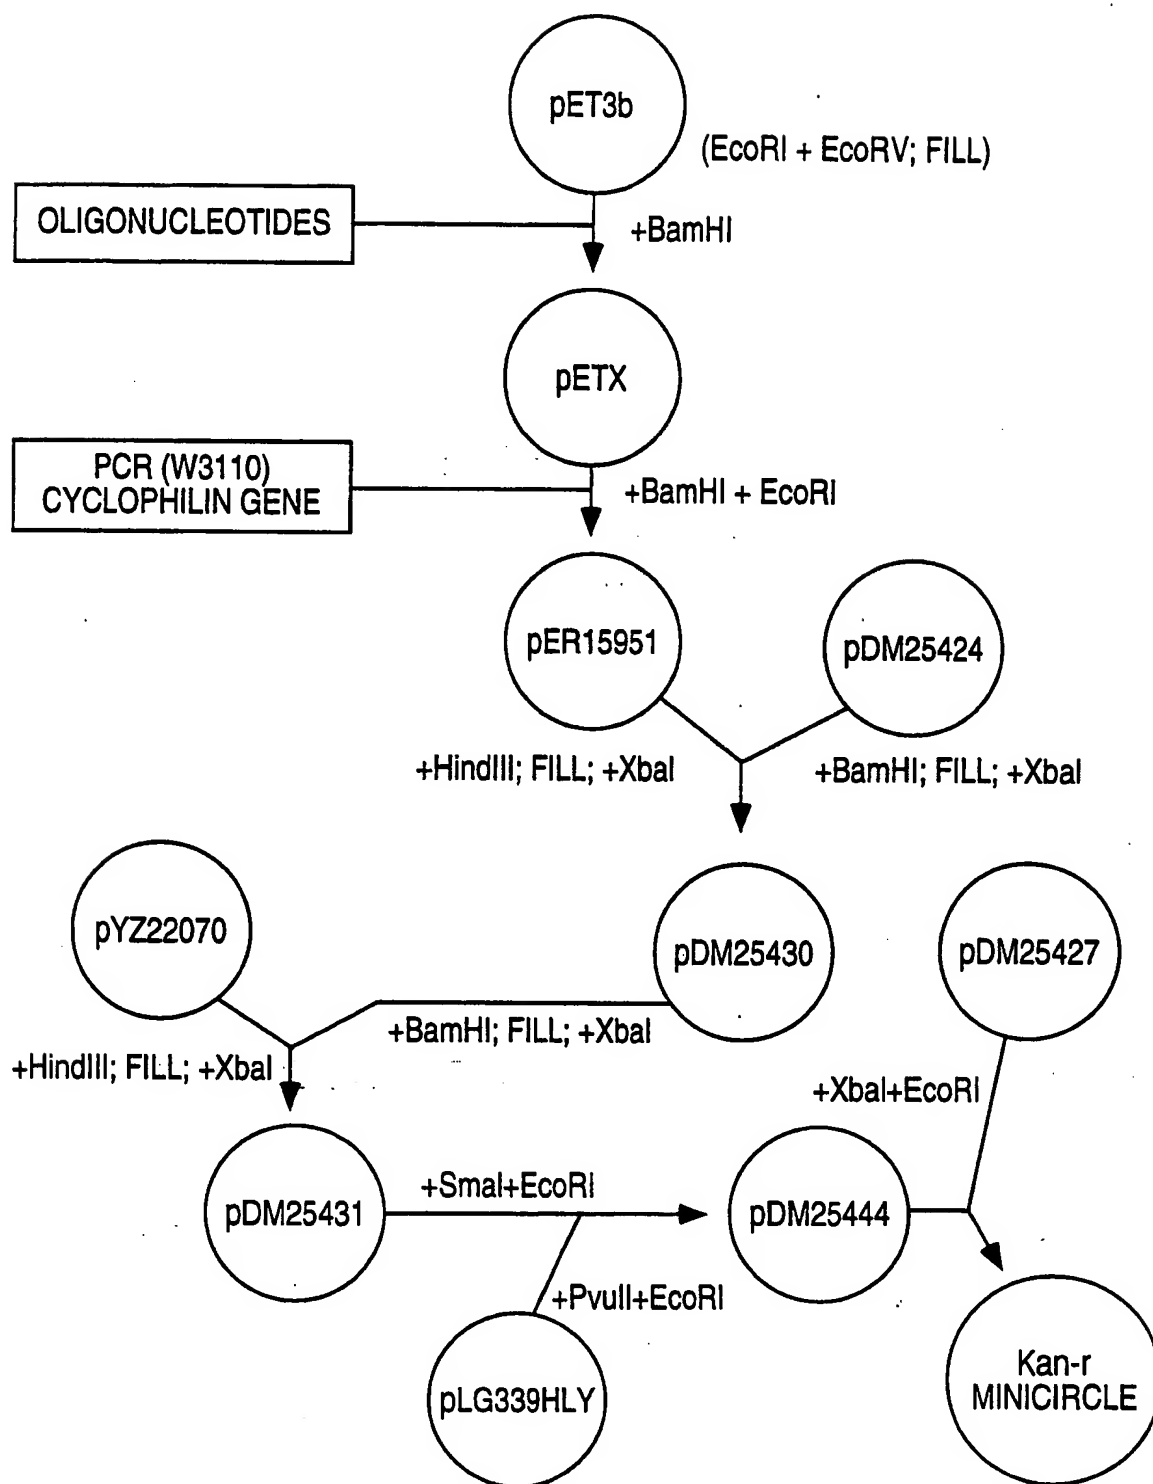 pET3b
(EcoRI + EcoRV; FILL)
OLIGONUCLEOTIDES
+BamHI
pETX
PCR (W3110)
CYCLOPHILIN GENE
+BamHI + EcoRI
pER15951
pDM25424
+HindIII; FILL; +XbaI
+BamHI; FILL; +XbaI
pYZ22070
pDM25430
pDM25427
+BamHI; FILL; +XbaI
+HindIII; FILL; +XbaI
+XbaI+EcoRI
+SmaI+EcoRI
pDM25431
pDM25444
+PvuII+EcoRI
pLG339HLY
Kan-r
MINICIRCLE